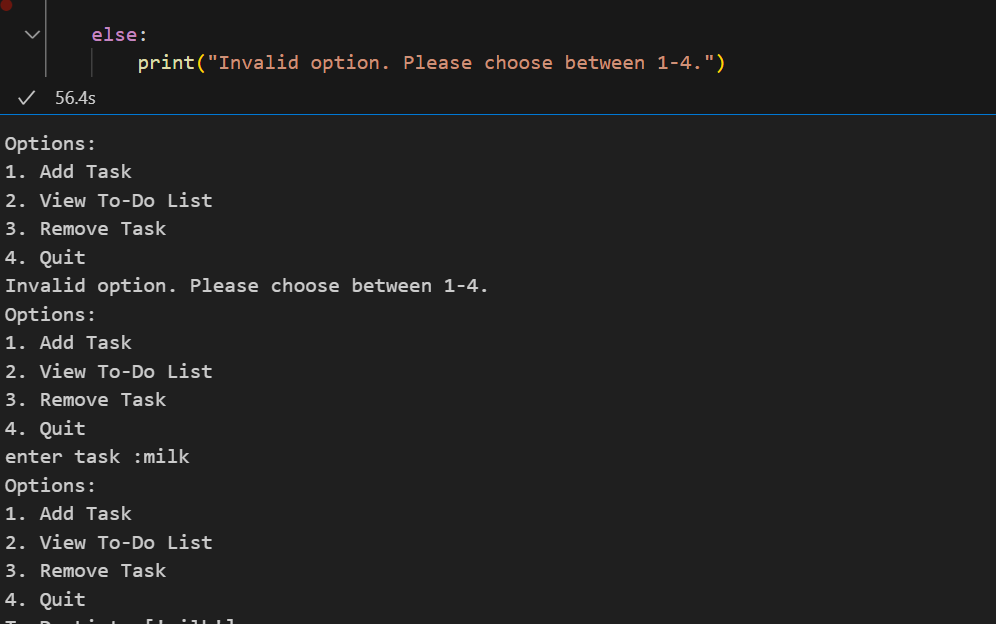 else:
print("Invalid option. Please choose between 1-4.")
56.4s
Options:
1. Add Task
2. View To-Do List
3. Remove Task
4. Quit
Invalid option. Please choose between 1-4.
Options:
1. Add Task
2. View To-Do List
3. Remove Task
4. Quit
enter task :milk
Options:
1. Add Task
2. View To-Do List
3. Remove Task
4. Quit